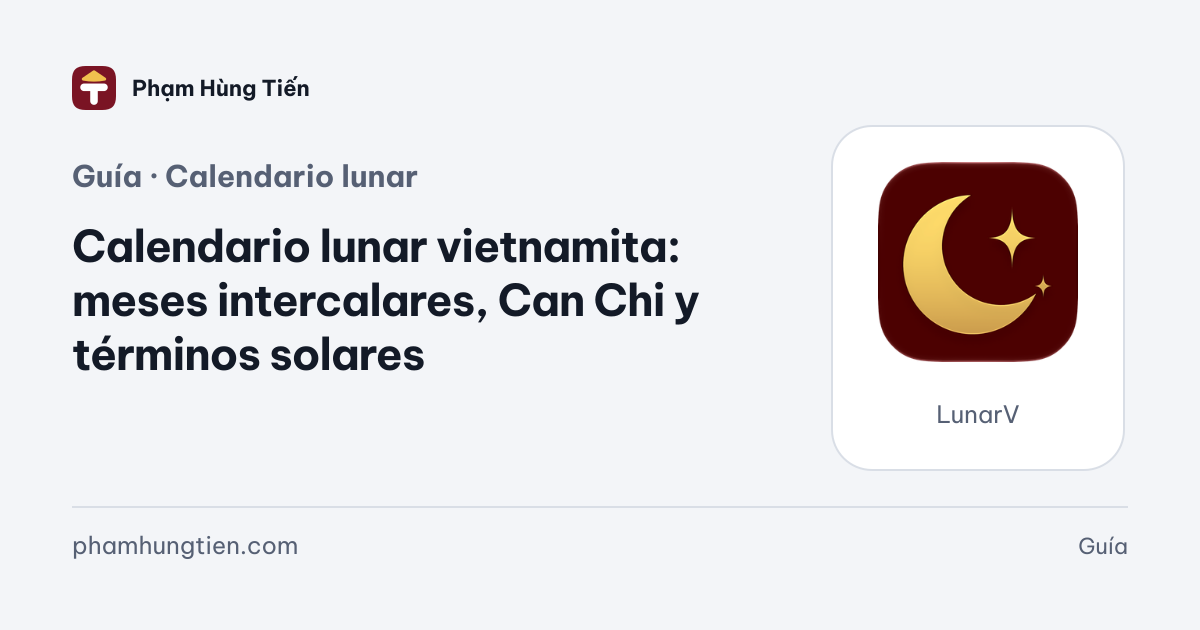 Phạm Hùng Tiến
Guía · Calendario lunar
Calendario lunar vietnamita:
meses intercalares, Can Chi y
términos solares
LunarV
phamhungtien.com
Guía